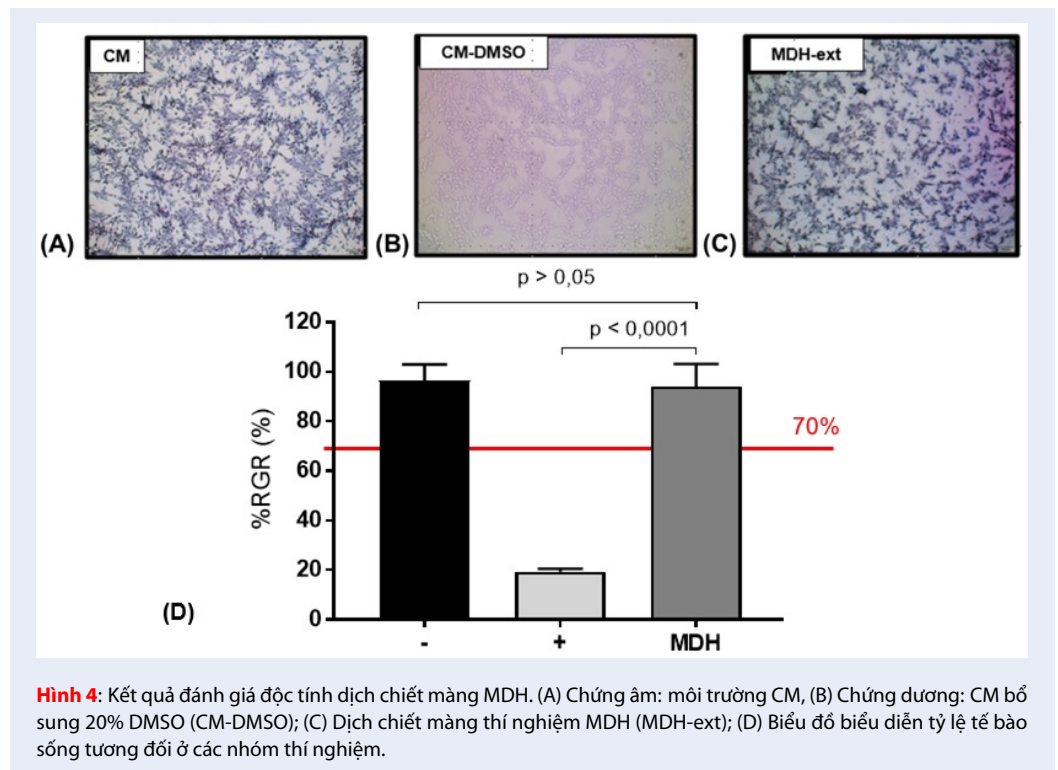 CM
CM-DMSO
MDH-ext
(A)
(B)
(C)
p > 0,05
p < 0,0001
120
100
80
60
40
20
0
%RGR (%)
70%
(D)
-
+
MDH
Hình 4: Kết quả đánh giá độc tính dịch chiết màng MDH. (A) Chứng âm: môi trường CM, (B) Chứng dương: CM bổ
sung 20% DMSO (CM-DMSO); (C) Dịch chiết màng thí nghiệm MDH (MDH-ext); (D) Biểu đồ biểu diễn tỷ lệ tế bào
sống tương đối ở các nhóm thí nghiệm.